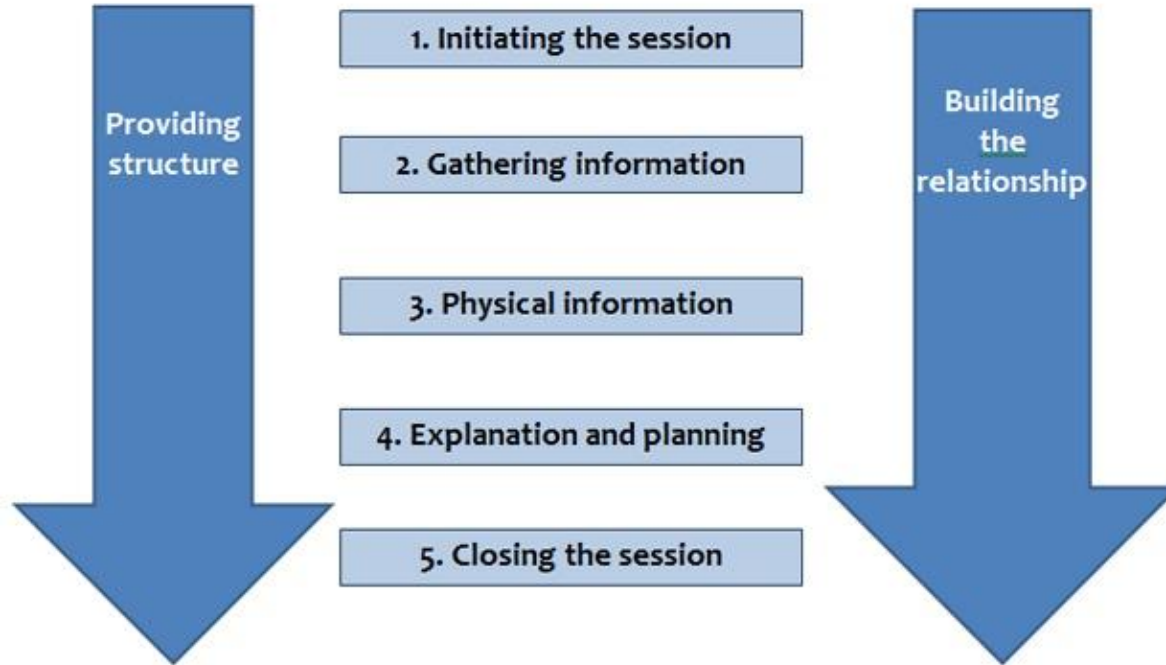 Providing
structure
1. Initiating the session
2. Gathering information
3. Physical information
4. Explanation and planning
5. Closing the session
Building
the
relationship